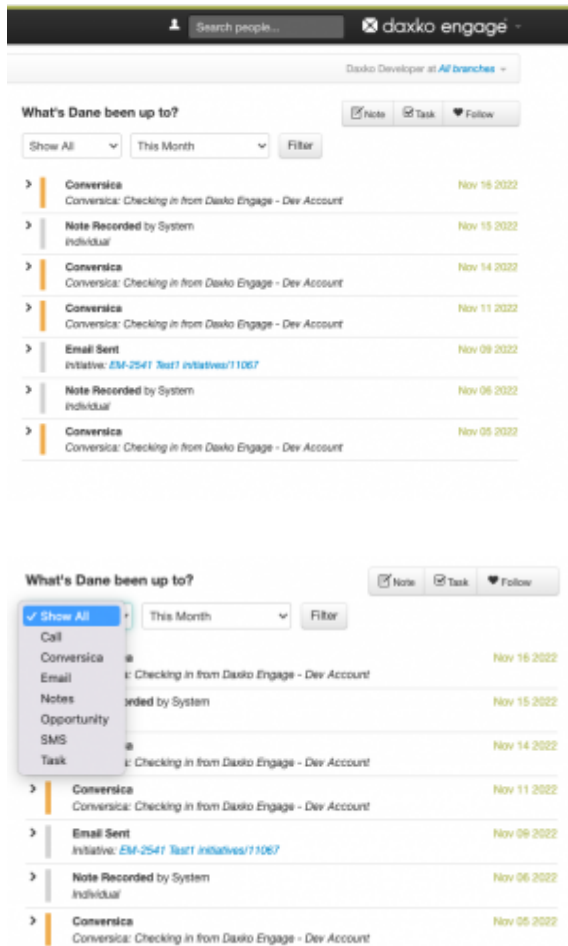 Search people...
daxko engage
Daxko Developer at All branches
What's Dane been up to?
Note
Task
Follow
Show All
This Month
Filter
Conversica
Nov 16 2022
Conversica: Checking in from Daxko Engage - Dev Account
Note Recorded by System
Nov 15 2022
Individual
Conversica
Nov 14 2022
Conversica: Checking in from Daxko Engage - Dev Account
Conversica
Nov 11 2022
Conversica: Checking in from Daxko Engage - Dev Account
Email Sent
Nov 09 2022
Initiative: EM-2541 Test1 initiatives/11067
Note Recorded by System
Nov 06 2022
Individual
Conversica
Nov 05 2022
Conversica: Checking in from Daxko Engage - Dev Account
What's Dane been up to?
Note
Task
Follow
✓ Show All
This Month
Filter
Call
Conversica
Email
Notes
Opportunity
SMS
Task
a
Nov 16 2022
: Checking in from Daxko Engage - Dev Account
orded by System
Nov 15 2022
a
Nov 14 2022
: Checking in from Daxko Engage - Dev Account
Conversica
Nov 11 2022
Conversica: Checking in from Daxko Engage - Dev Account
Email Sent
Nov 09 2022
Initiative: EM-2541 Test1 initiatives/11067
Note Recorded by System
Nov 06 2022
Individual
Conversica
Nov 05 2022
Conversica: Checking in from Daxko Engage - Dev Account